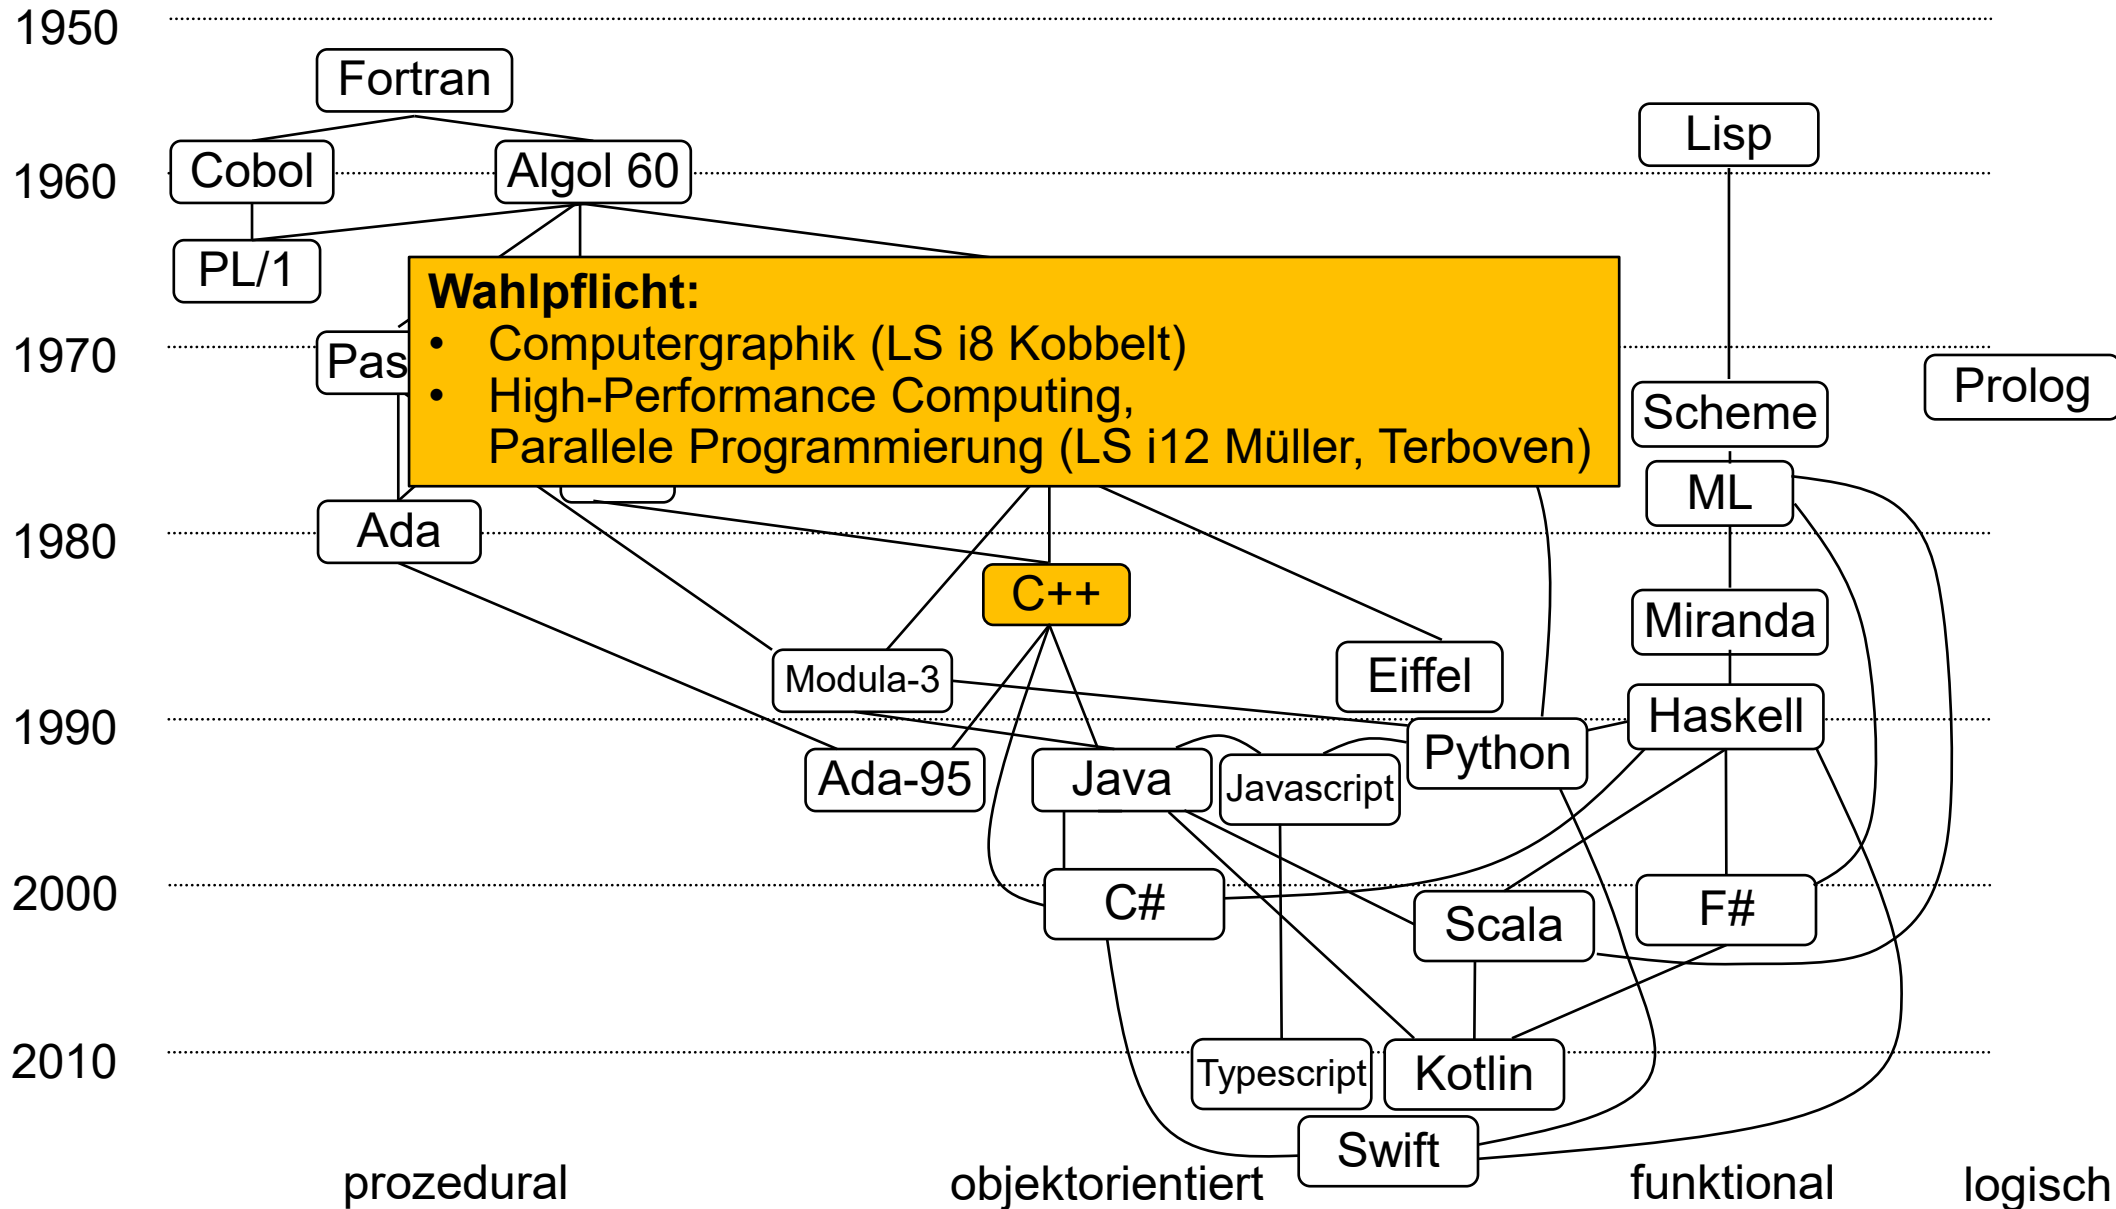 1950
Fortran
Lisp
Cobol
Algol 60
1960
PL/1
Wahlpflicht:
• Computergraphik (LS i8 Kobbelt)
• High-Performance Computing,
Parallele Programmierung (LS i12 Müller, Terboven)
1970
Pas
Prolog
Scheme
ML
Ada
1980
C++
Miranda
Modula-3
Eiffel
Haskell
1990
Python
Ada-95
Java
Javascript
2000
C#
Scala
F#
2010
Typescript
Kotlin
Swift
prozedural
objektorientiert
funktional
logisch